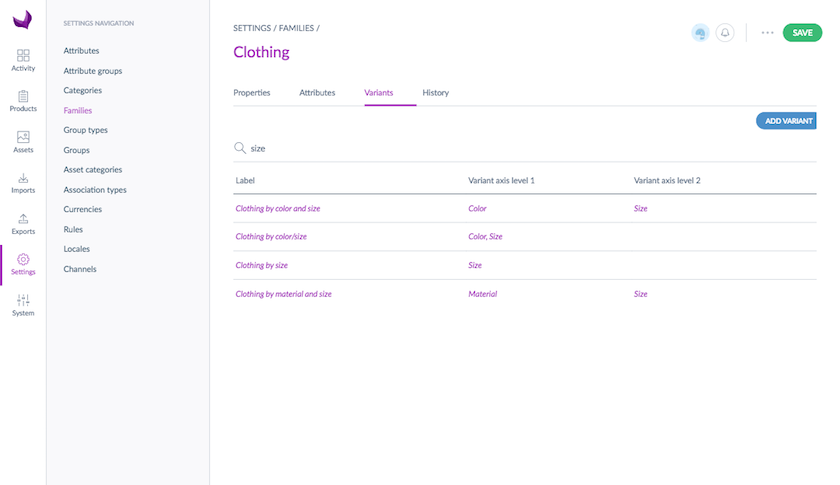 SETTINGS NAVIGATION
Activity
Products
Assets
Imports
Exports
Settings
System
Attributes
Attribute groups
Categories
Families
Group types
Groups
Asset categories
Association types
Currencies
Rules
Locales
Channels
SETTINGS / FAMILIES /
SAVE
Clothing
Properties Attributes Variants History
ADD VARIANT
size
Label Variant axis level 1 Variant axis level 2
Clothing by color and size Color Size
Clothing by color/size Color, Size
Clothing by size Size
Clothing by material and size Material Size